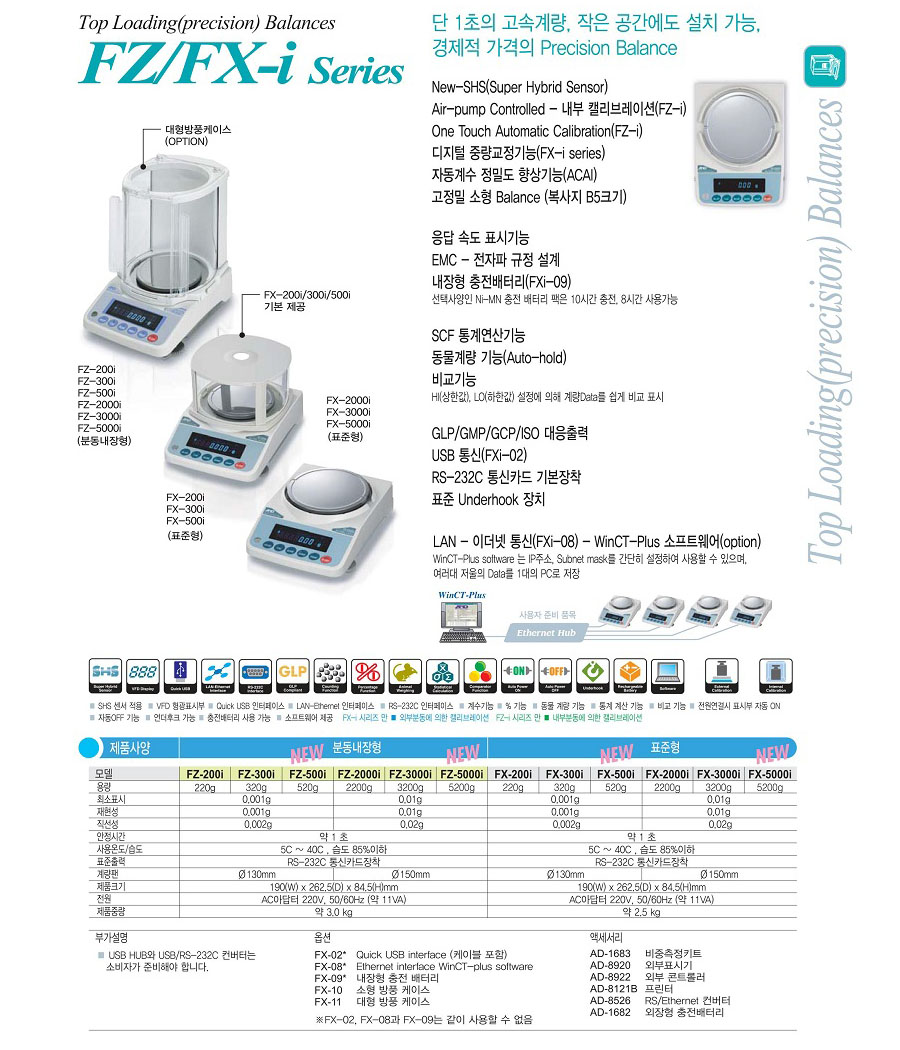 Top Loading(precision) Balances
FZ/FX-i Series
단 1초의 고속계량, 작은 공간에도 설치 가능,
경제적 가격의 Precision Balance
New-SHS(Super Hybrid Sensor)
Air-pump Controlled - 내부 캘리브레이션(FZ-i)
One Touch Automatic Calibration(FZ-i)
디지털 중량교정기능(FX-i series)
자동계수 정밀도 향상기능(ACAI)
고정밀 소형 Balance (복사지 B5크기)
응답 속도 표시기능
EMC - 전자파 규정 설계
내장형 충전배터리(FXi-09)
선택사양인 Ni-MN 충전 배터리 팩은 10시간 충전, 8시간 사용가능
SCF 통계연산기능
동물계량 기능(Auto-hold)
비교기능
HI(상한값), LO(하한값) 설정에 의해 계량Data를 쉽게 비교 표시
GLP/GMP/GCP/ISO 대응출력
USB 통신(FXi-02)
RS-232C 통신카드 기본장착
표준 Underhook 장치
LAN - 이더넷 통신(FXi-08) - WinCT-Plus 소프트웨어(option)
WinCT-Plus software 는 IP주소, Subnet mask를 간단히 설정하여 사용할 수 있으며,
여러대 저울의 Data를 1대의 PC로 저장
WinCT-Plus
사용자 준비 품목
Ethernet Hub
Top Loading(precision) Balances
대형방풍케이스
(OPTION)
FX-200i/300i/500i
기본 제공
FZ-200i
FZ-300i
FZ-500i
FZ-2000i
FZ-3000i
FZ-5000i
(분동내장형)
FX-2000i
FX-3000i
FX-5000i
(표준형)
FX-200i
FX-300i
FX-500i
(표준형)
SHS Super Hybrid Sensor
888 VFD Display
Quick USB
LAN-Ethernet Interface
RS-232C Interface
GLP GLP Compliant
Counting Function
Percentage Function
Animal Weighing
Statistical Calculation
Comparator Function
ON Auto Power ON
OFF Auto Power OFF
Underhook
Rechargeable Battery
Software
External Calibration
Internal Calibration
■ SHS 센서 적용 ■ VFD 형광표시부 ■ Quick USB 인터페이스 ■ LAN-Ethernet 인터페이스 ■ RS-232C 인터페이스 ■ 계수기능 ■ % 기능 ■ 동물 계량 기능 ■ 통계 계산 기능 ■ 비교 기능 ■ 전원연결시 표시부 자동 ON
■ 자동OFF 기능 ■ 언더후크 가능 ■ 충전배터리 사용 가능 ■ 소프트웨어 제공 FX-i 시리즈 만 ■ 외부분동에 의한 캘리브레이션 FZ-i 시리즈 만 ■ 내부분동에 의한 캘리브레이션
제품사양 분동내장형 표준형
NEW NEW NEW NEW
모델 FZ-200i FZ-300i FZ-500i FZ-2000i FZ-3000i FZ-5000i FX-200i FX-300i FX-500i FX-2000i FX-3000i FX-5000i
용량 220g 320g 520g 2200g 3200g 5200g 220g 320g 520g 2200g 3200g 5200g
최소표시 0.001g 0.01g 0.001g 0.01g
재현성 0.001g 0.01g 0.001g 0.01g
직선성 0.002g 0.02g 0.002g 0.02g
안정시간 약 1 초 약 1 초
사용온도/습도 5C ~ 40C , 습도 85%이하 5C ~ 40C , 습도 85%이하
표준출력 RS-232C 통신카드장착 RS-232C 통신카드장착
계량팬 Ø130mm Ø150mm Ø130mm Ø150mm
제품크기 190(W) x 262.5(D) x 84.5(H)mm 190(W) x 262.5(D) x 84.5(H)mm
전원 AC아답터 220V, 50/60Hz (약 11VA) AC아답터 220V, 50/60Hz (약 11VA)
제품중량 약 3.0 kg 약 2.5 kg
부가설명
■ USB HUB와 USB/RS-232C 컨버터는
소비자가 준비해야 합니다.
옵션
FX-02* Quick USB interface (케이블 포함)
FX-08* Ethernet interface WinCT-plus software
FX-09* 내장형 충전 배터리
FX-10 소형 방풍 케이스
FX-11 대형 방풍 케이스
※FX-02, FX-08과 FX-09는 같이 사용할 수 없음
액세서리
AD-1683 비중측정키트
AD-8920 외부표시기
AD-8922 외부 콘트롤러
AD-8121B 프린터
AD-8526 RS/Ethernet 컨버터
AD-1682 외장형 충전배터리